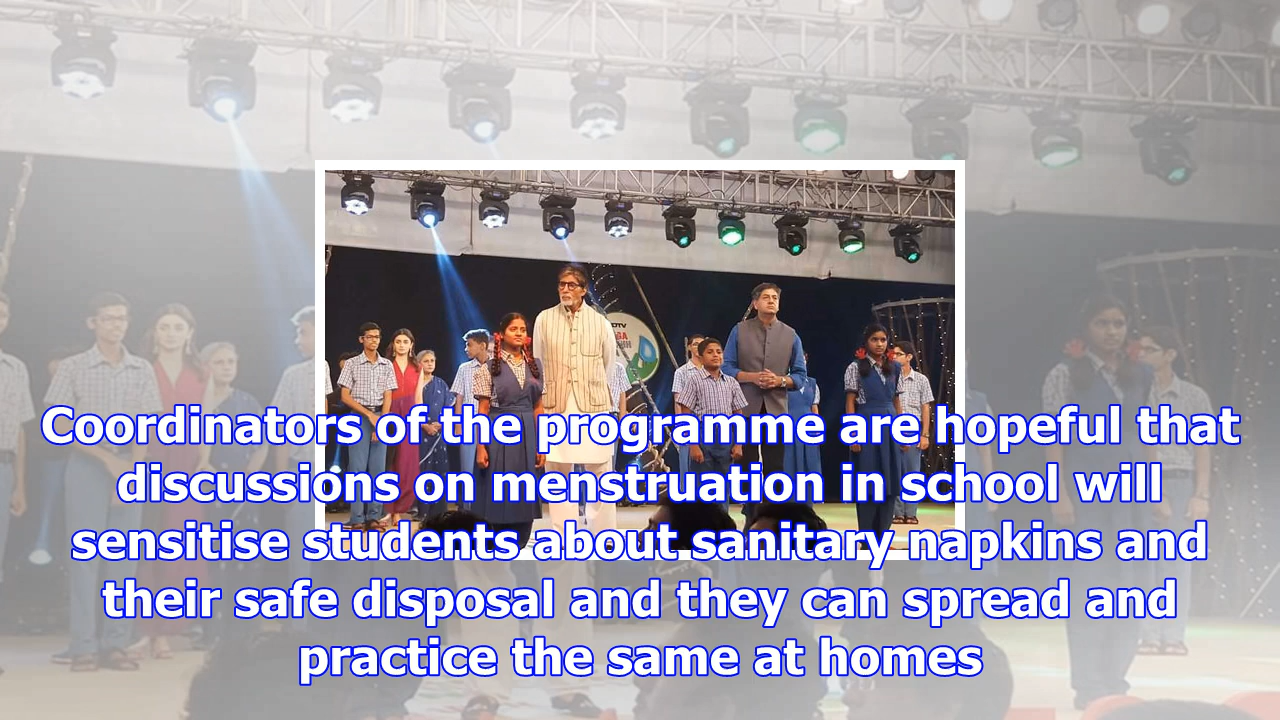 NDTV
Coordinators of the programme are hopeful that
discussions on menstruation in school will
sensitise students about sanitary napkins and
their safe disposal and they can spread and
practice the same at homes